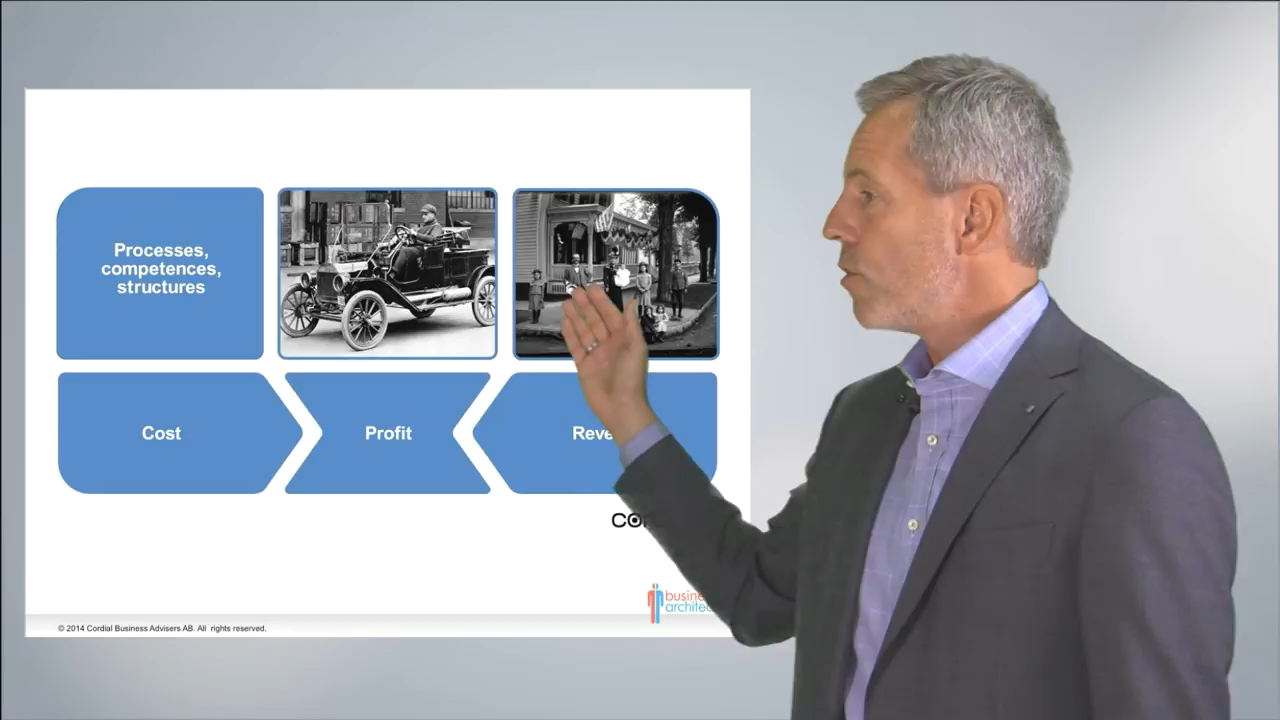 Processes,
competences,
structures
Cost
Profit
© 2014 Cordial Business Advisers AB. All rights reserved.